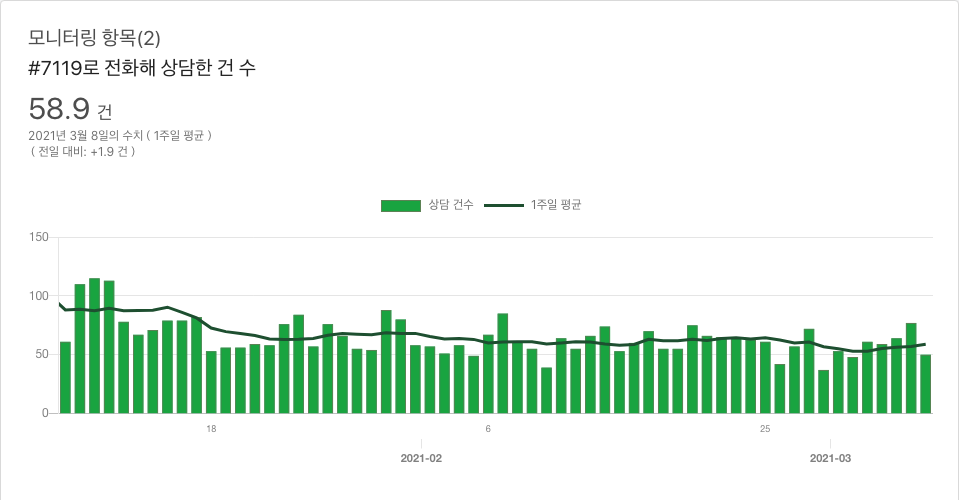 모니터링 항목(2)
#7119로 전화해 상담한 건 수
58.9 건
2021년 3월 8일의 수치 ( 1주일 평균 )
( 전일 대비: +1.9 건 )
상담 건수 1주일 평균
150
100
50
0
18 6 25
2021-02 2021-03